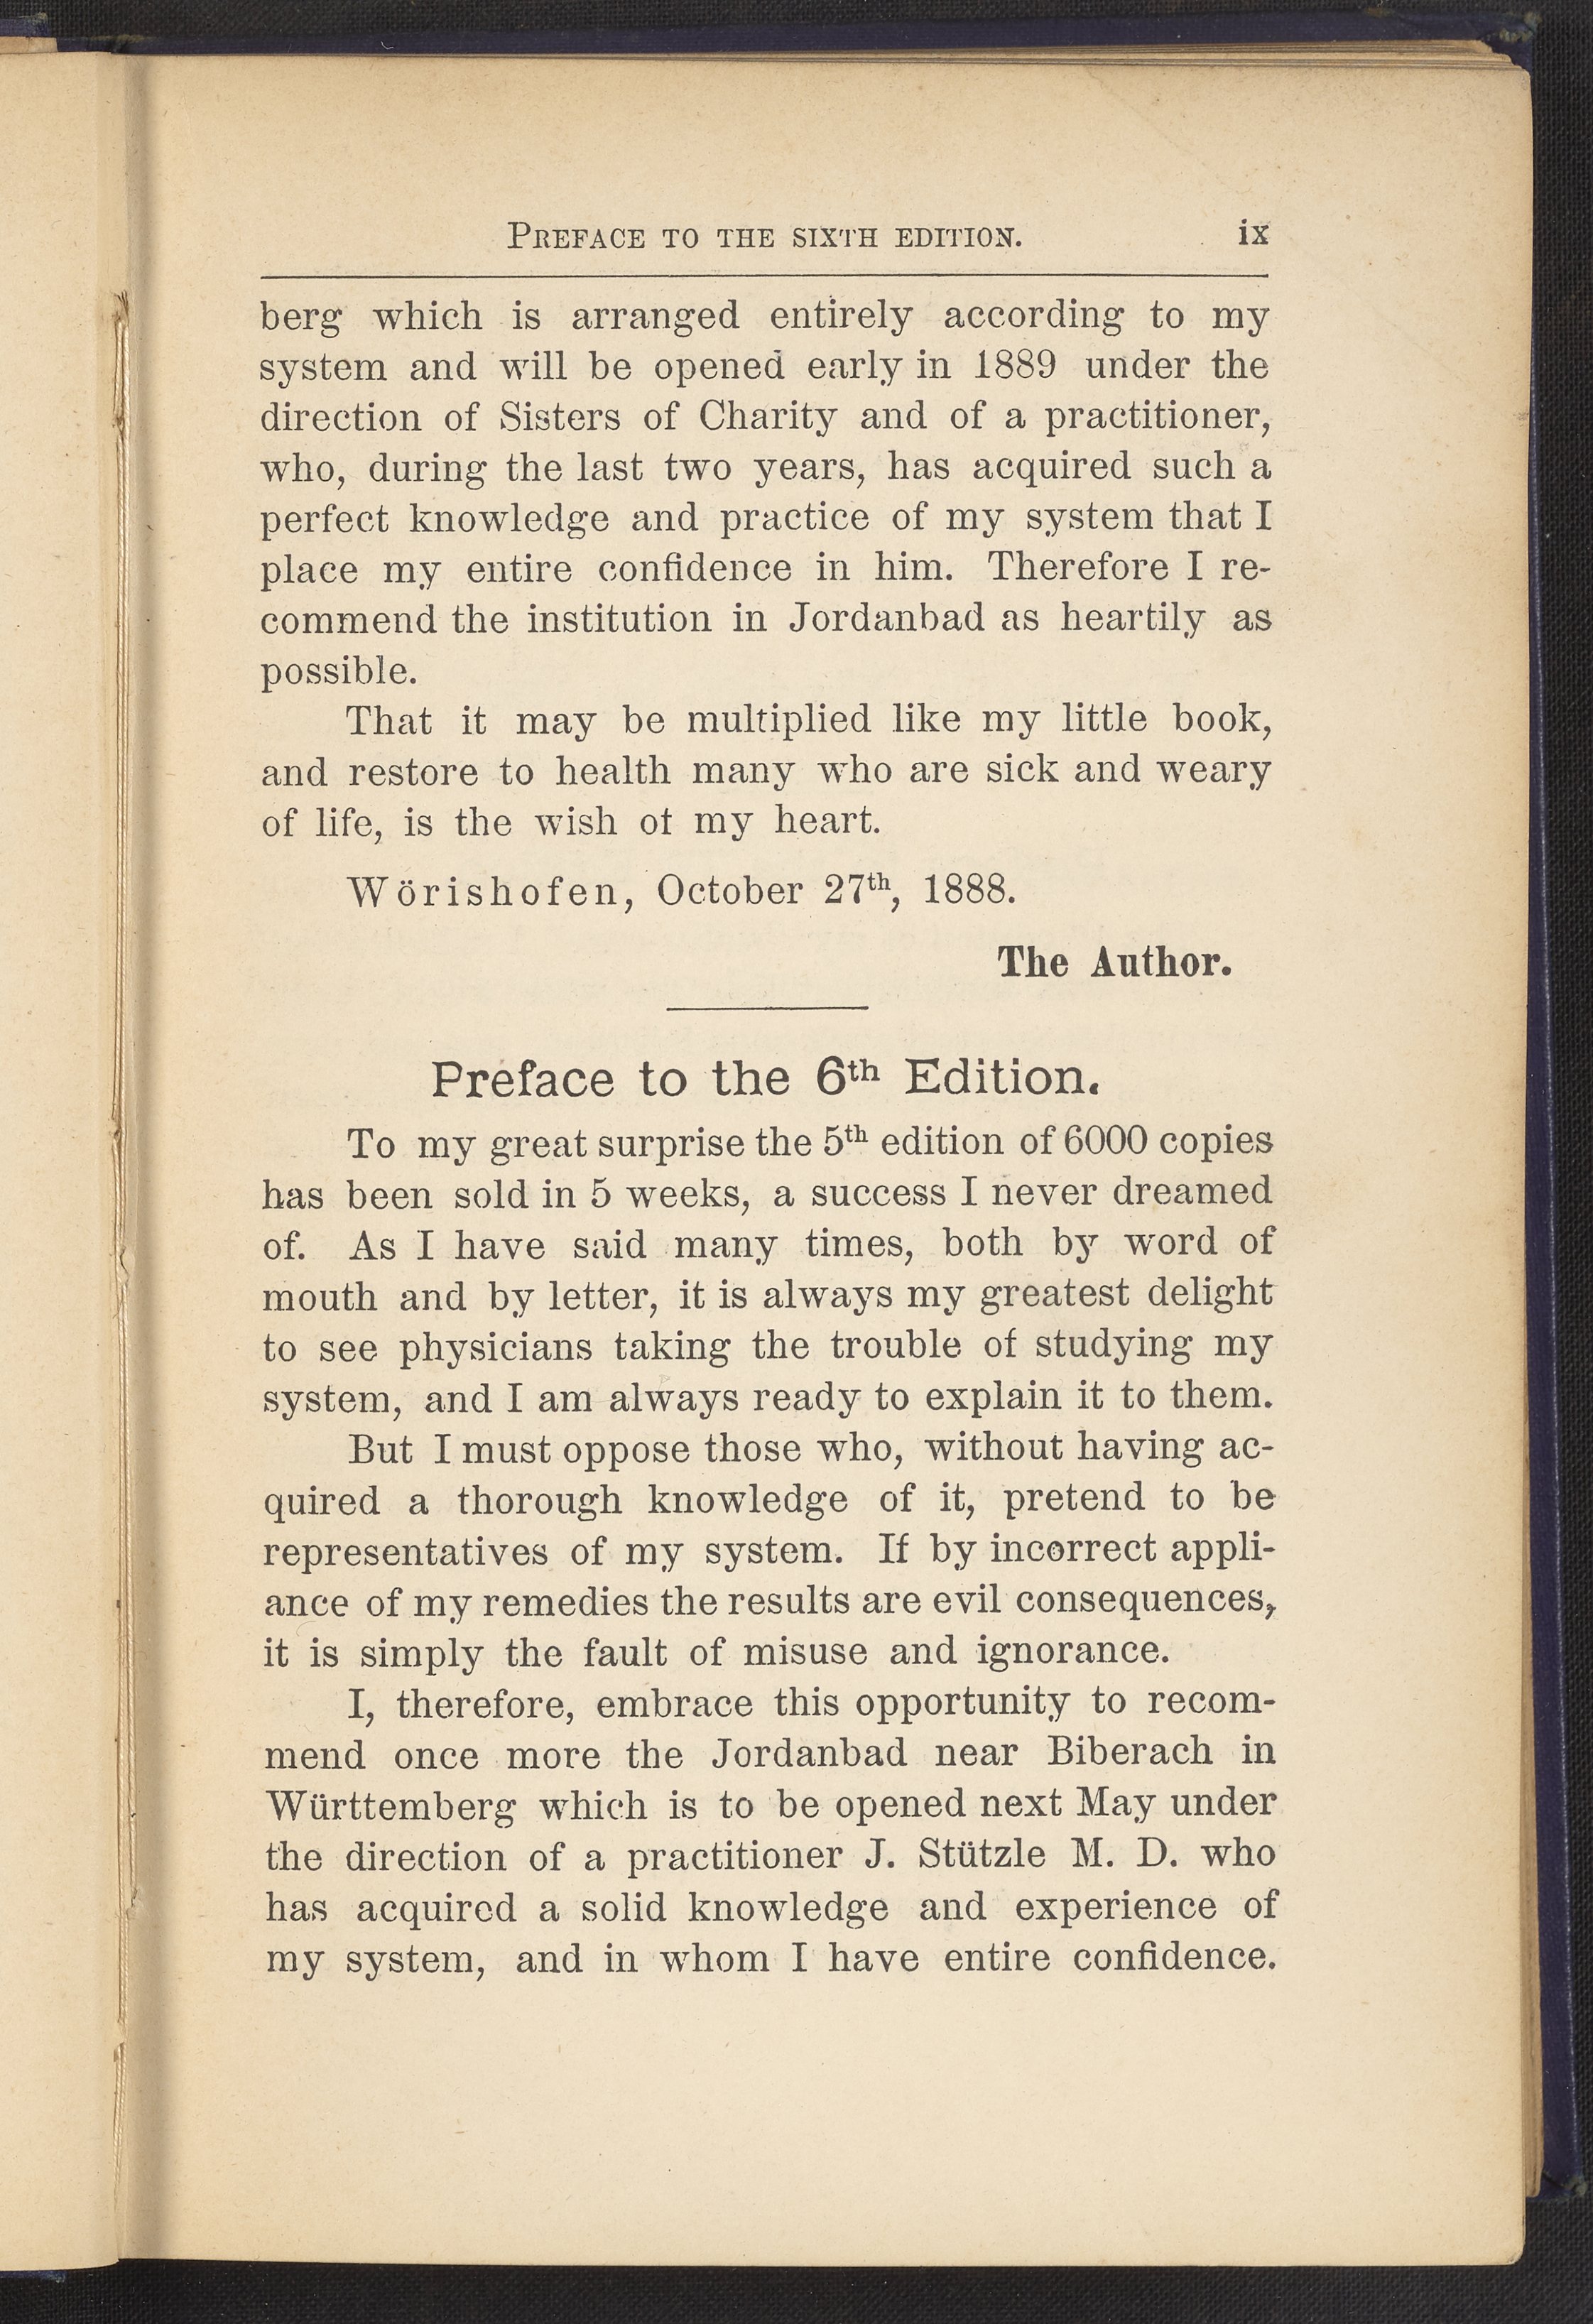 PREFACE TO THE SIXTH EDITION. ix
berg which is arranged entirely according to my
system and will be opened early in 1889 under the
direction of Sisters of Charity and of a practitioner,
who, during the last two years, has acquired such a
perfect knowledge and practice of my system that I
place my entire confidence in him. Therefore I re-
commend the institution in Jordanbad as heartily as
possible.
That it may be multiplied like my little book,
and restore to health many who are sick and weary
of life, is the wish of my heart.
Wörishofen, October 27th, 1888.
The Author.
Preface to the 6th Edition.
To my great surprise the 5th edition of 6000 copies
has been sold in 5 weeks, a success I never dreamed
of. As I have said many times, both by word of
mouth and by letter, it is always my greatest delight
to see physicians taking the trouble of studying my
system, and I am always ready to explain it to them.
But I must oppose those who, without having ac-
quired a thorough knowledge of it, pretend to be
representatives of my system. If by incorrect appli-
ance of my remedies the results are evil consequences,
it is simply the fault of misuse and ignorance.
I, therefore, embrace this opportunity to recom-
mend once more the Jordanbad near Biberach in
Württemberg which is to be opened next May under
the direction of a practitioner J. Stützle M. D. who
has acquired a solid knowledge and experience of
my system, and in whom I have entire confidence.